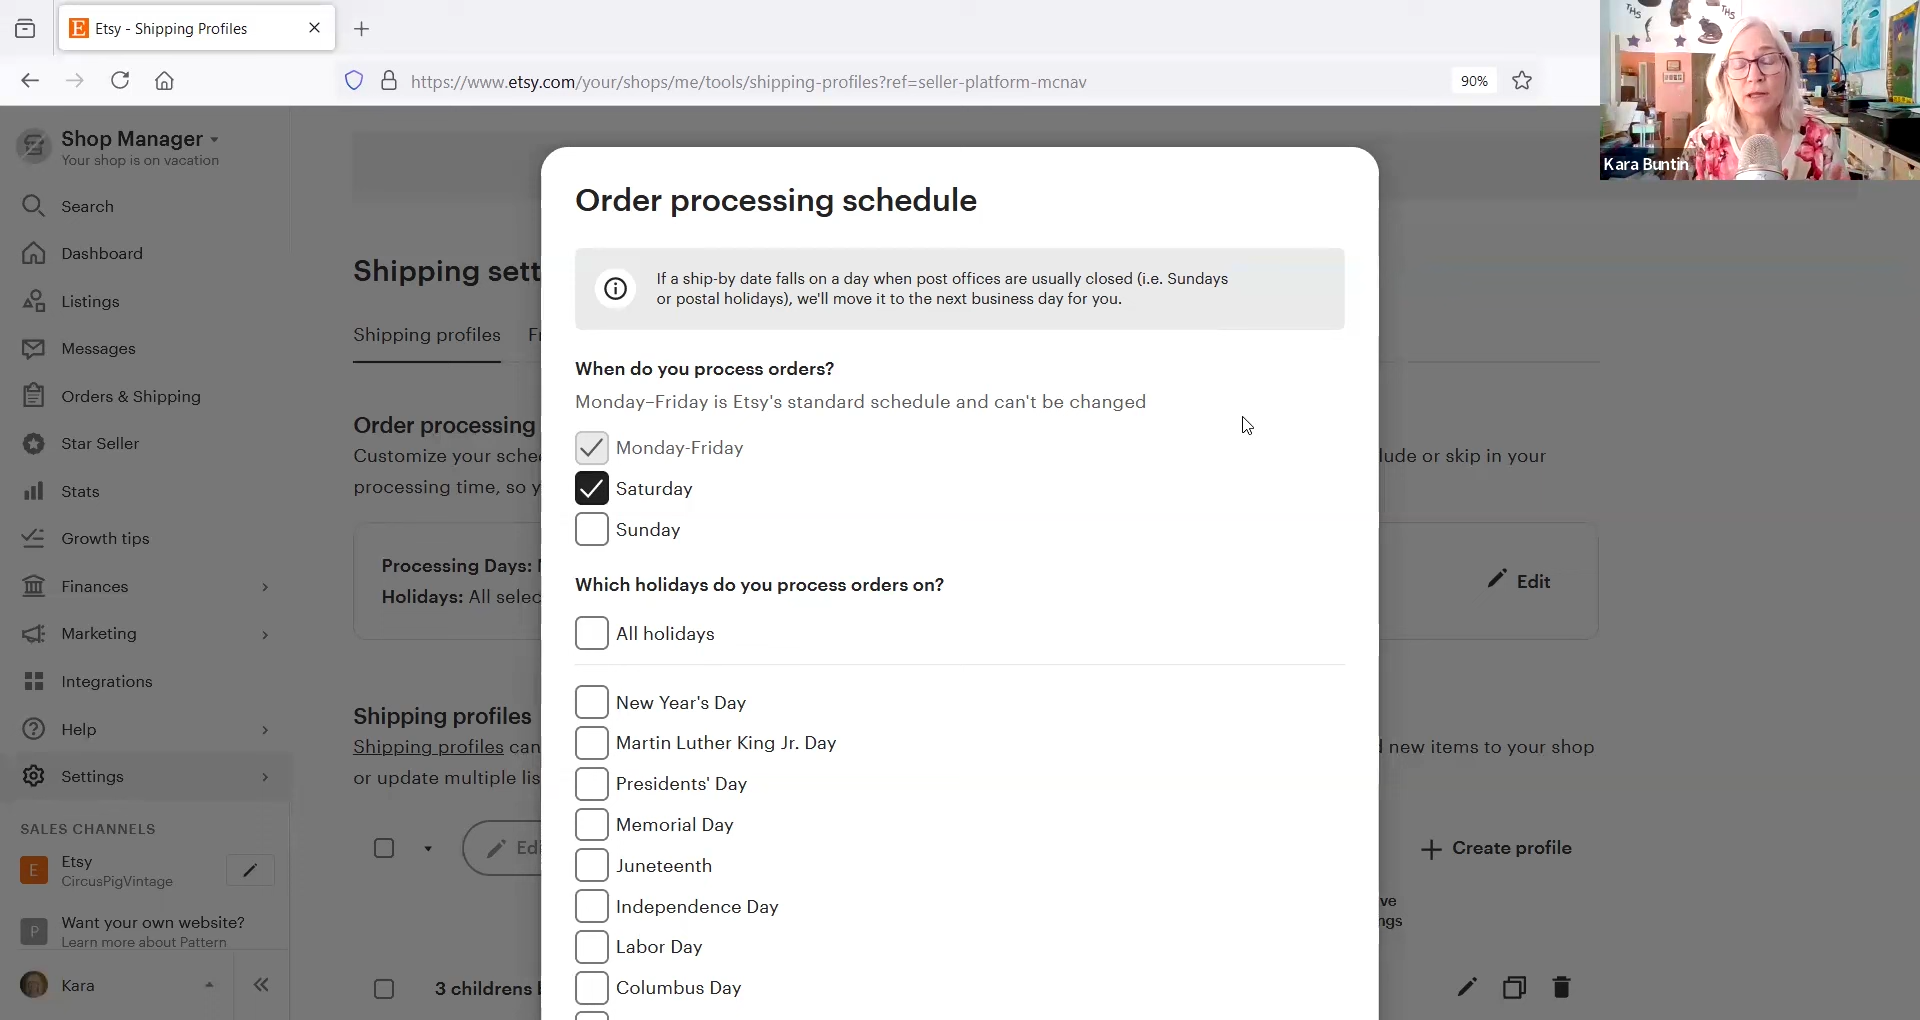 Etsy - Shipping Profiles
https://www.etsy.com/your/shops/me/tools/shipping-profiles?ref=seller-platform-mcnav
90%
THS
THS
Kara Buntin
Shop Manager
Your shop is on vacation
Search
Dashboard
Listings
Messages
Orders & Shipping
Star Seller
Stats
Growth tips
Finances
Marketing
Integrations
Help
Settings
SALES CHANNELS
E
Etsy
CircusPigVintage
P
Want your own website?
Learn more about Pattern
Kara
Shipping sett
Shipping profiles
Order processing
Customize your sche
lude or skip in your
processing time, so y
Processing Days:
Holidays: All selec
Edit
Shipping profiles
Shipping profiles can
d new items to your shop
or update multiple lis
Edi
Create profile
ve
ngs
3 childrens
Order processing schedule
If a ship-by date falls on a day when post offices are usually closed (i.e. Sundays
or postal holidays), we'll move it to the next business day for you.
When do you process orders?
Monday–Friday is Etsy's standard schedule and can't be changed
Monday-Friday
Saturday
Sunday
Which holidays do you process orders on?
All holidays
New Year's Day
Martin Luther King Jr. Day
Presidents' Day
Memorial Day
Juneteenth
Independence Day
Labor Day
Columbus Day